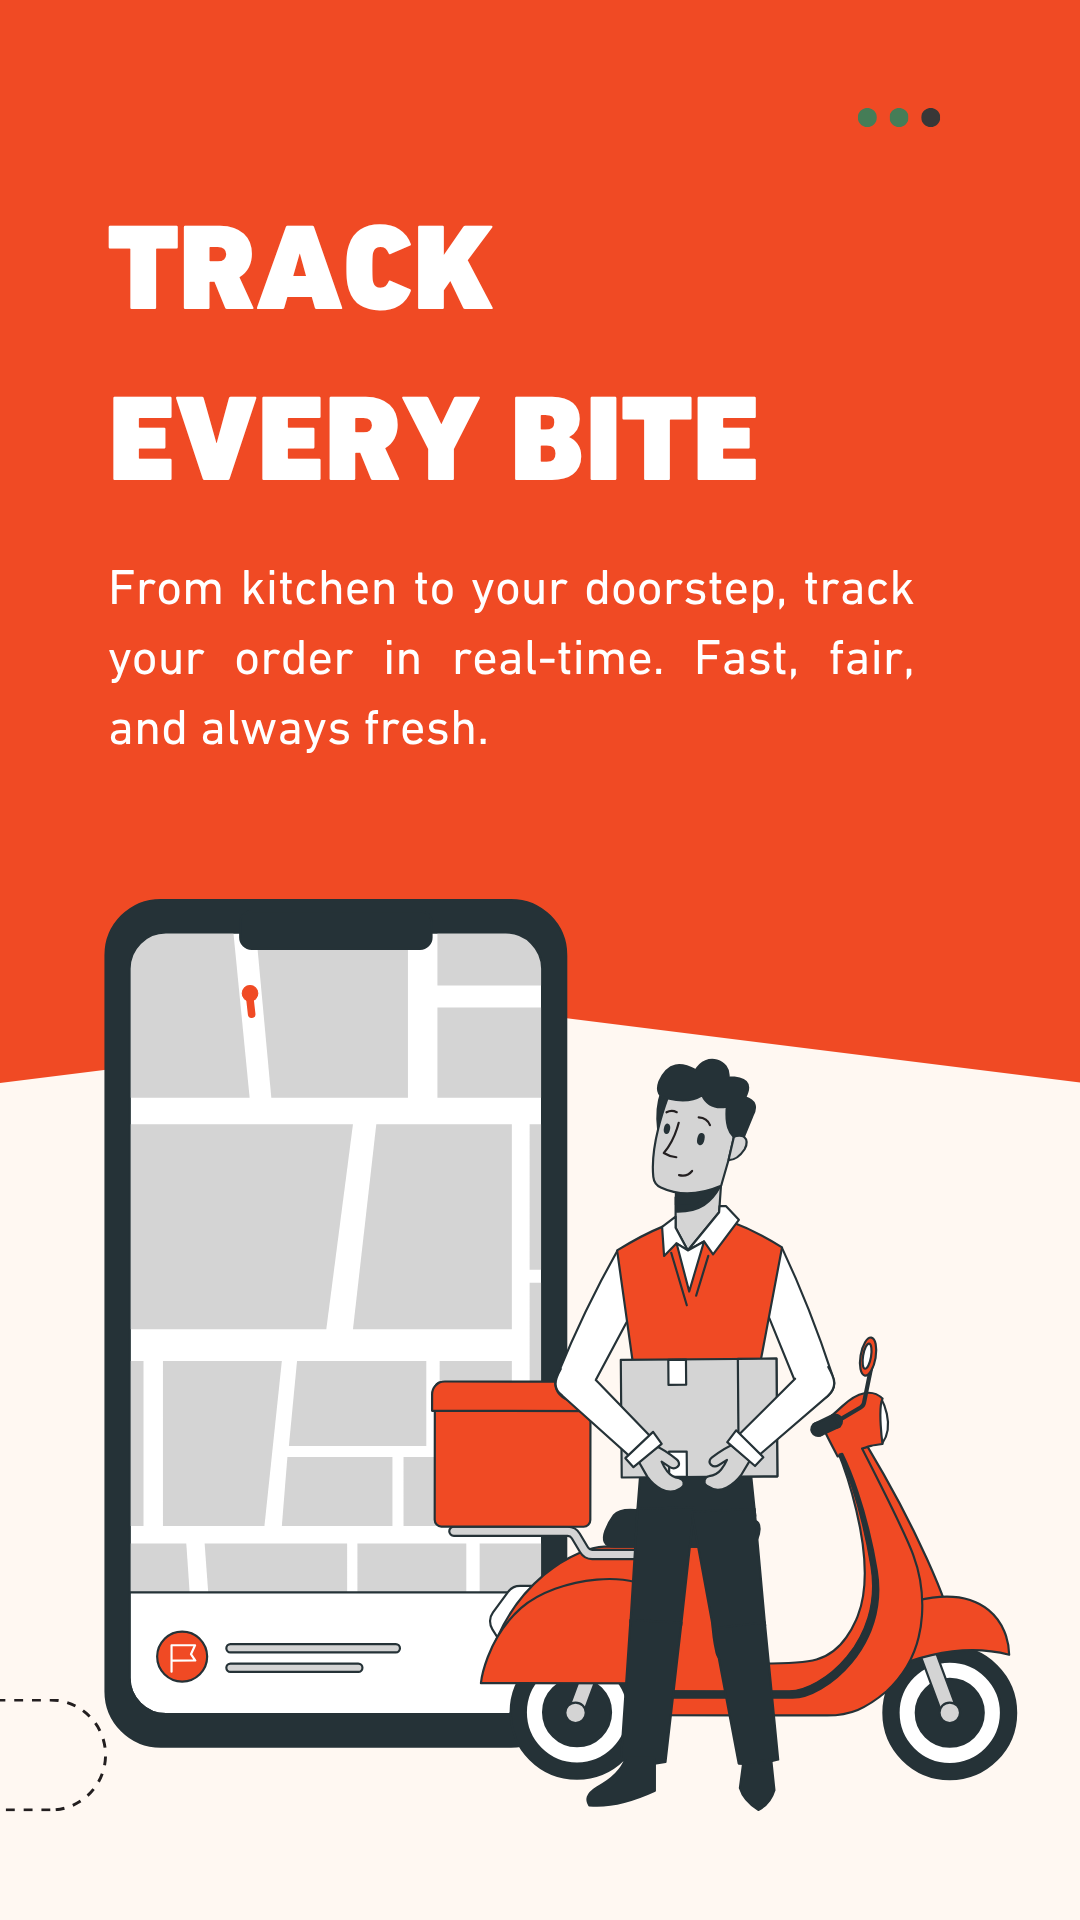 TRACK
EVERY BITE
From kitchen to your doorstep, track
your order in real-time. Fast, fair,
and always fresh.